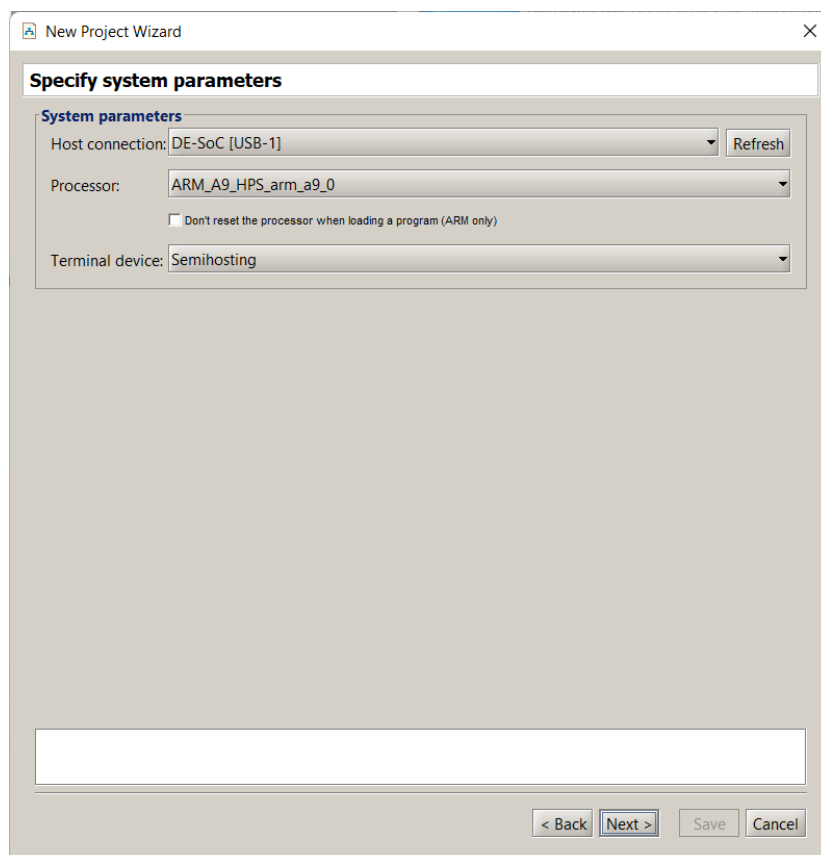 New Project Wizard
Specify system parameters
System parameters
Host connection: DE-SoC [USB-1] Refresh
Processor: ARM_A9_HPS_arm_a9_0
Don't reset the processor when loading a program (ARM only)
Terminal device: Semihosting
< Back Next > Save Cancel